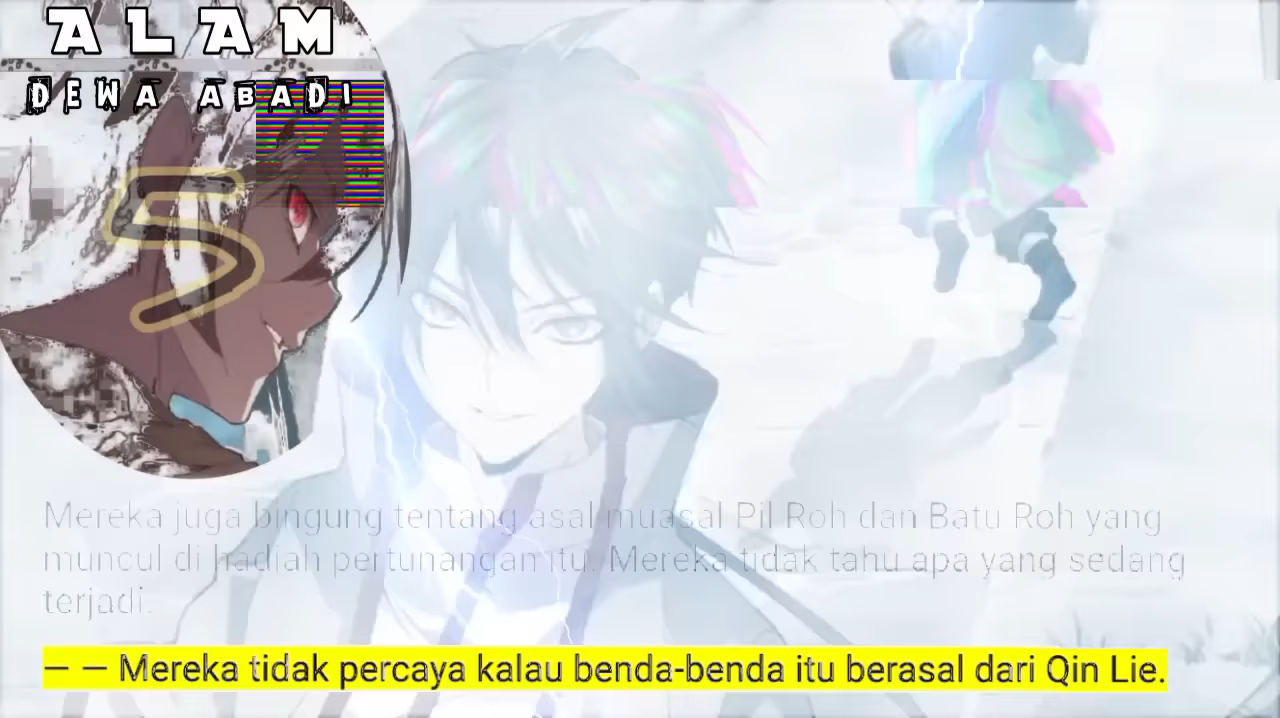 ALAM
DEWA ABADI
5
Mereka juga bingung tentang asal muasal Pil Roh dan Batu Roh yang
muncul di hadiah pertunangan itu. Mereka tidak tahu apa yang sedang
terjadi.
— — Mereka tidak percaya kalau benda-benda itu berasal dari Qin Lie.